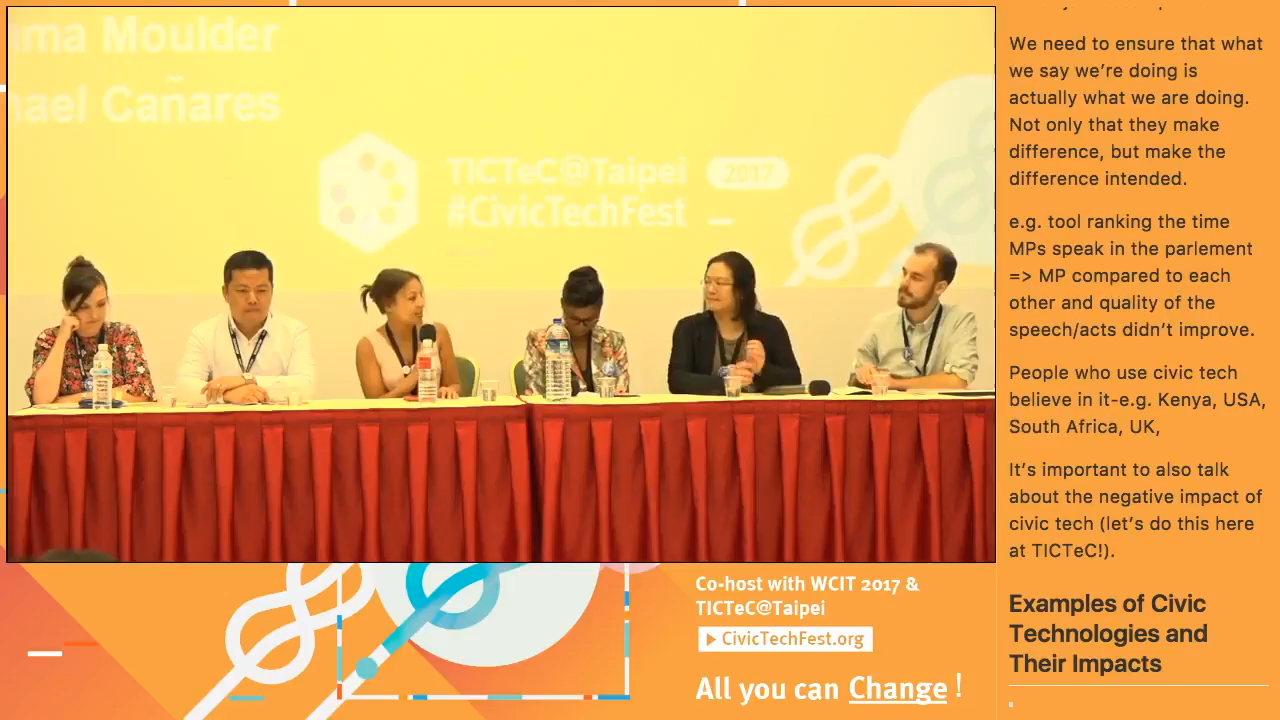 Moulder
Cañares
TICTeC@Taipei 2017
#CivicTechFest
We need to ensure that what
we say we’re doing is
actually what we are doing.
Not only that they make
difference, but make the
difference intended.
e.g. tool ranking the time
MPs speak in the parlement
=> MP compared to each
other and quality of the
speech/acts didn’t improve.
People who use civic tech
believe in it-e.g. Kenya, USA,
South Africa, UK,
It’s important to also talk
about the negative impact of
civic tech (let’s do this here
at TICTeC!).
Examples of Civic
Technologies and
Their Impacts
Co-host with WCIT 2017 &
TICTeC@Taipei
CivicTechFest.org
All you can Change !